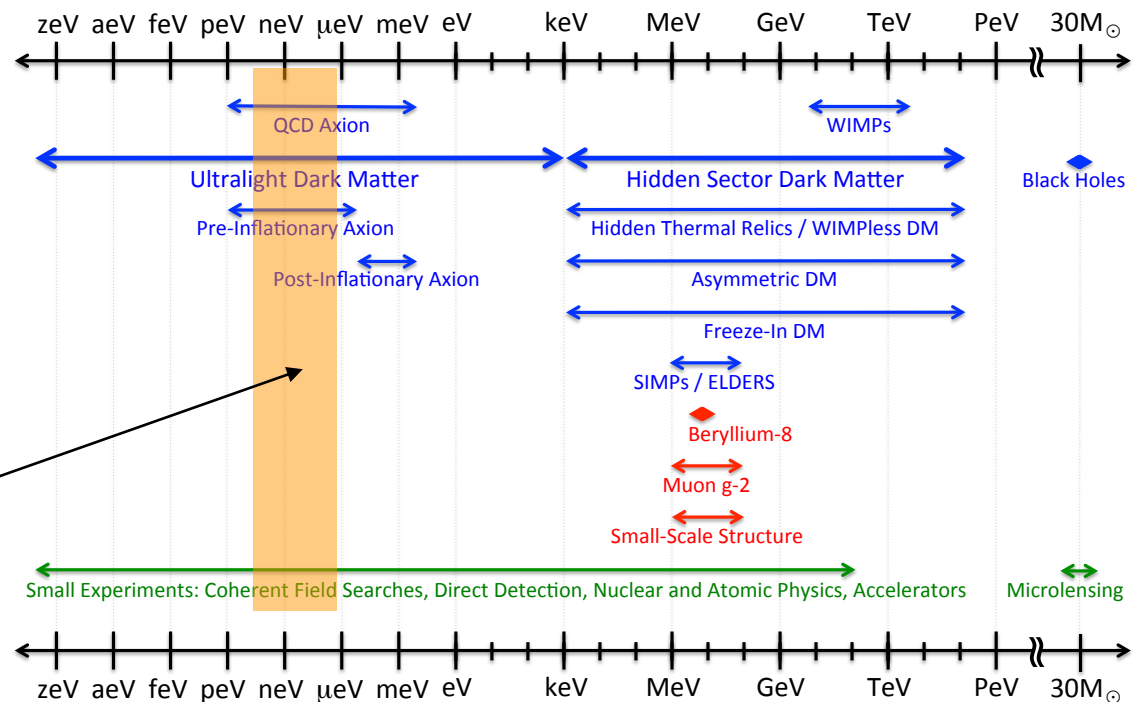 zeV aeV feV peV neV μeV meV eV keV MeV GeV TeV PeV 30M☉
QCD Axion WIMPs
Ultralight Dark Matter Hidden Sector Dark Matter Black Holes
Pre-Inflationary Axion Hidden Thermal Relics / WIMPless DM
Post-Inflationary Axion Asymmetric DM
Freeze-In DM
SIMPs / ELDERS
Beryllium-8
Muon g-2
Small-Scale Structure
Small Experiments: Coherent Field Searches, Direct Detection, Nuclear and Atomic Physics, Accelerators Microlensing
zeV aeV feV peV neV μeV meV eV keV MeV GeV TeV PeV 30M☉